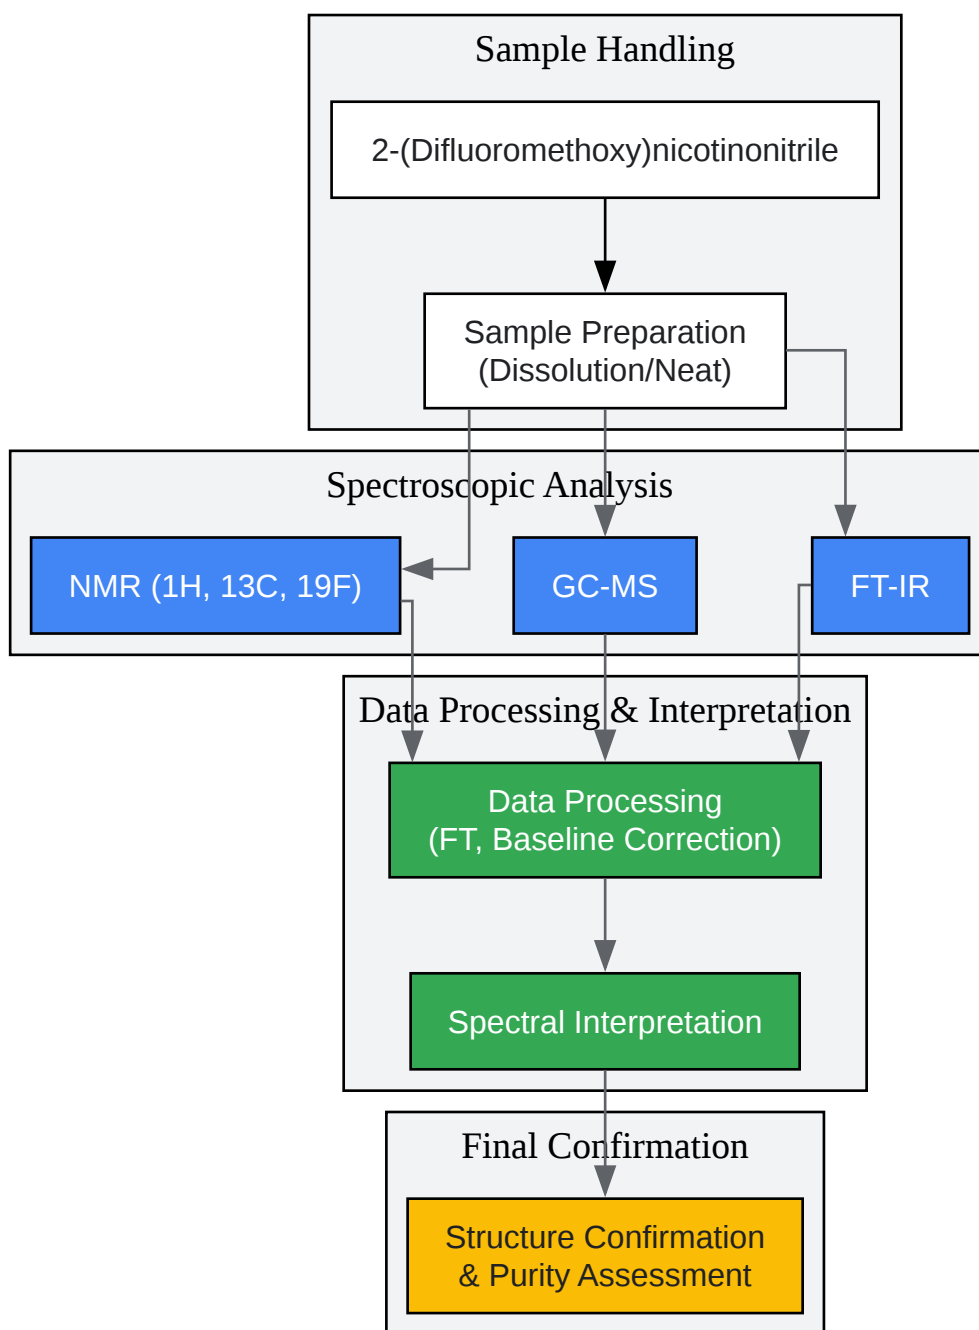 Sample Handling
2-(Difluoromethoxy)nicotinonitrile
Sample Preparation
(Dissolution/Neat)
Spectroscopic Analysis
NMR (1H, 13C, 19F)
GC-MS
FT-IR
Data Processing & Interpretation
Data Processing
(FT, Baseline Correction)
Spectral Interpretation
Final Confirmation
Structure Confirmation
& Purity Assessment